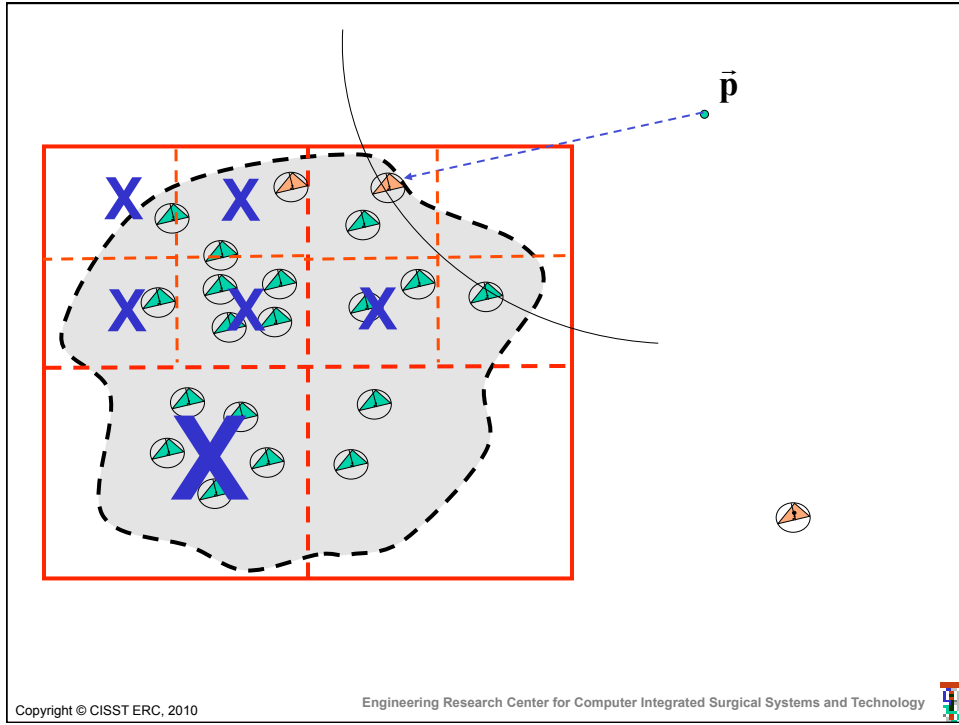 p
X X
X X X
X
Copyright © CISST ERC, 2010
Engineering Research Center for Computer Integrated Surgical Systems and Technology